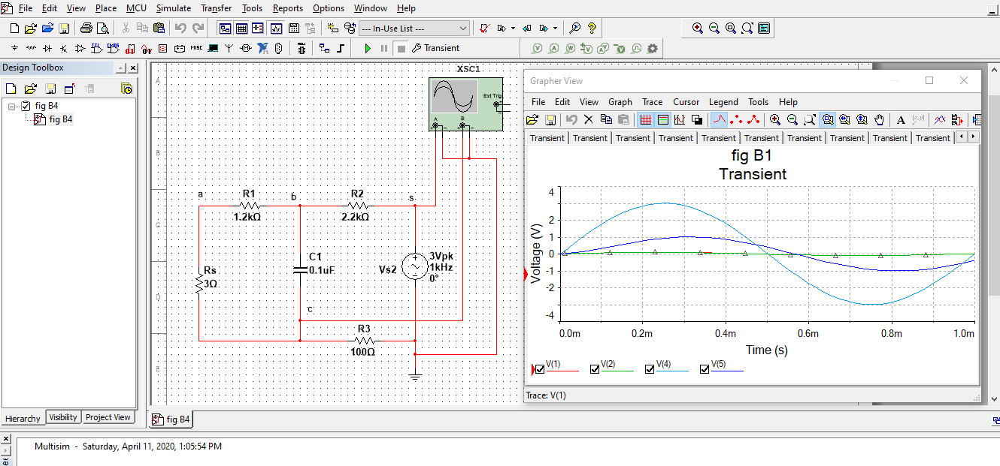 File Edit View Place MCU Simulate Transfer Tools Reports Options Window Help
--- In-Use List ---
MISC
Transient
Design Toolbox
fig B4
fig B4
XSC1
Ext Trig
A B
A
B
C
D
E
a R1 b R2 s
1.2kΩ 2.2kΩ
C1
0.1uF
Rs
3Ω
Vs2
3Vpk
1kHz
0°
c
R3
100Ω
Grapher View
File Edit View Graph Trace Cursor Legend Tools Help
Transient Transient Transient Transient Transient Transient Transient Transient Transient Transient
fig B1
Transient
Voltage (V)
4
2
1
0
-1
-2
-4
0.0m 0.2m 0.4m 0.6m 0.8m 1.0m
Time (s)
V(1) V(2) V(4) V(5)
Trace: V(1)
Hierarchy Visibility Project View
fig B4
Multisim - Saturday, April 11, 2020, 1:05:54 PM